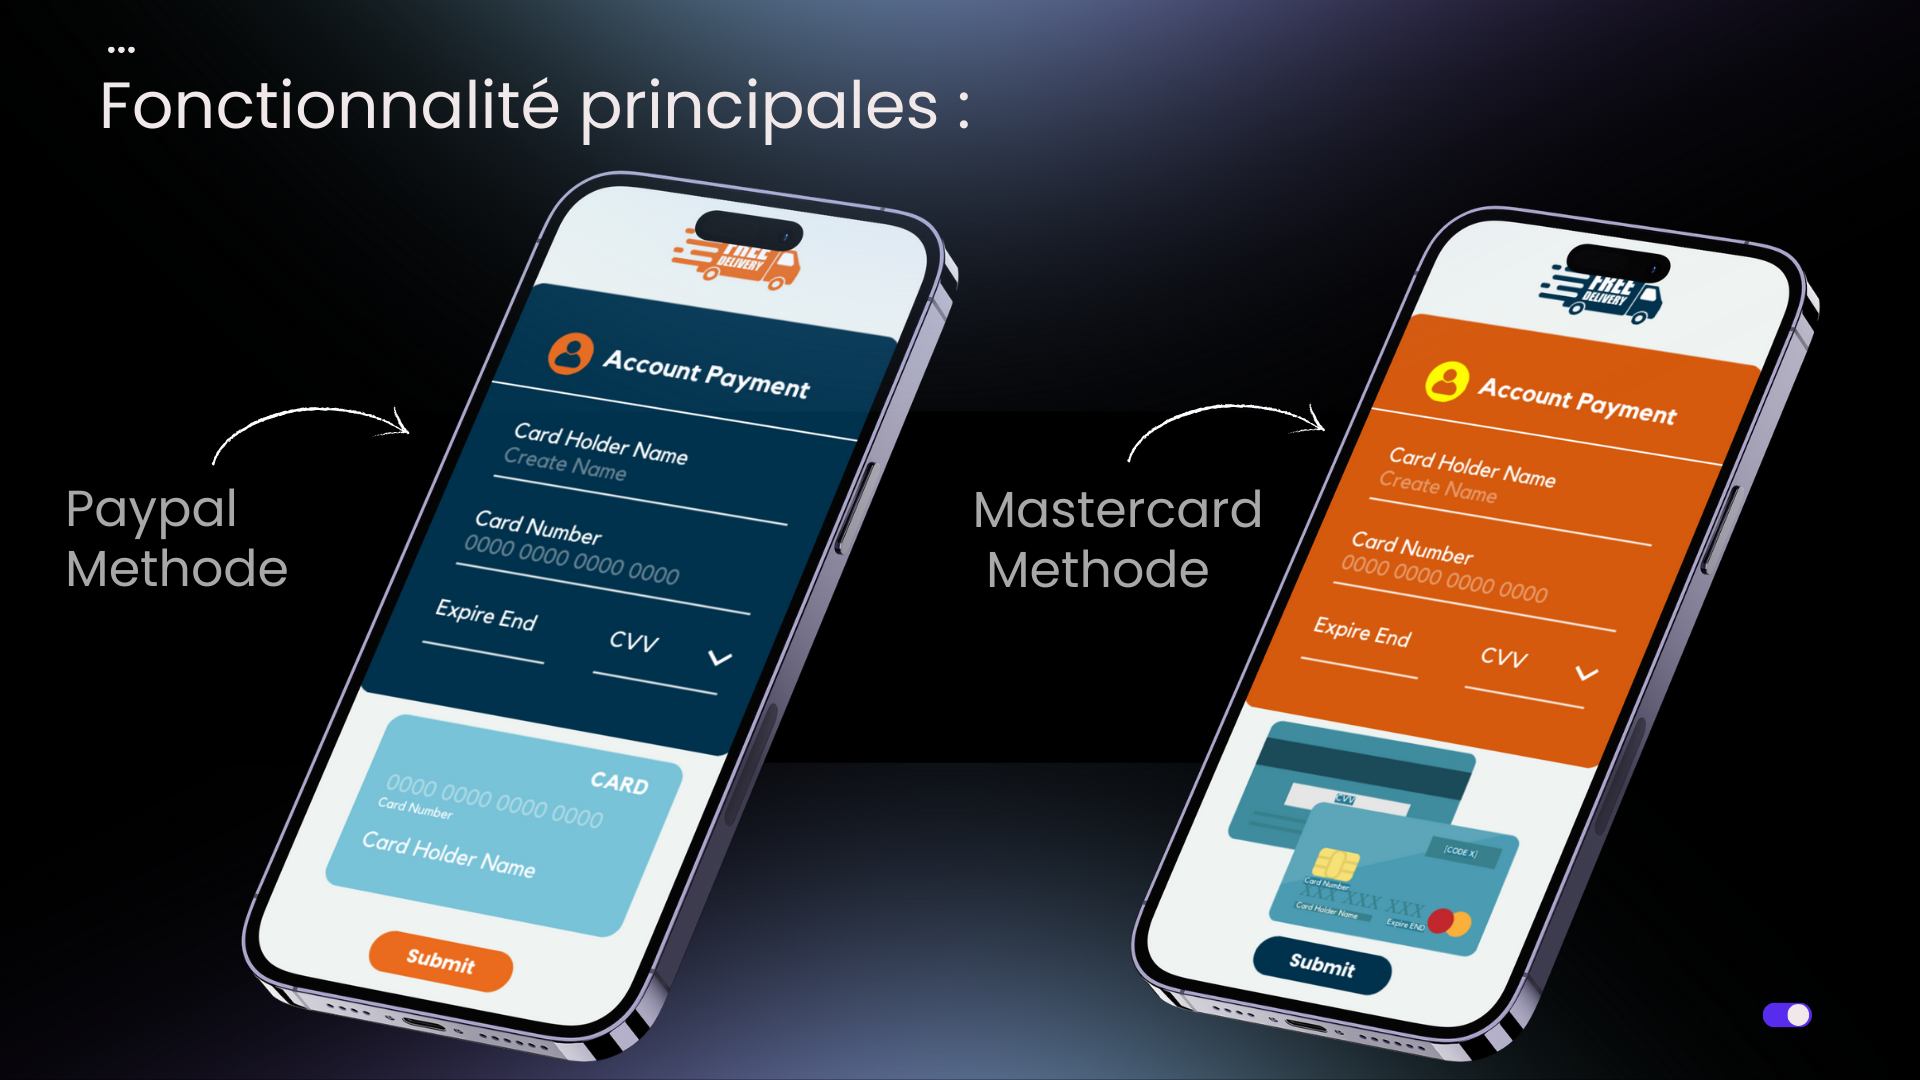 ...
Fonctionnalité principales :
FREE
DELIVERY
Account Payment
Card Holder Name
Create Name
Card Number
0000 0000 0000 0000
Expire End
CVV
CARD
0000 0000 0000 0000
Card Number
Card Holder Name
Submit
Paypal
Methode
FREE
DELIVERY
Account Payment
Card Holder Name
Create Name
Card Number
0000 0000 0000 0000
Expire End
CVV
CVV
[CODE X]
Card Number
XXX XXX XXX
Card Holder Name
Expire END
Submit
Mastercard
Methode